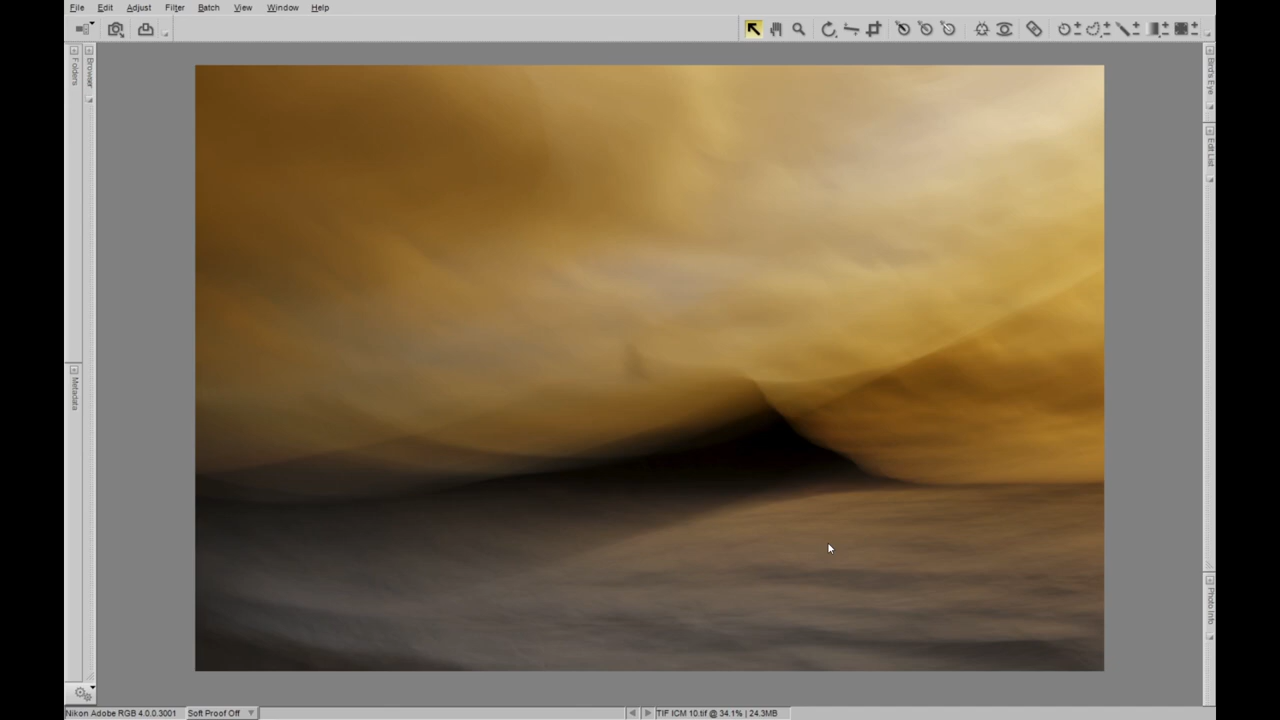 File Edit Adjust Filter Batch View Window Help
Folders
Browser
Metadata
Bird's Eye
Edit List
Photo Info
Nikon Adobe RGB 4.0.0.3001
Soft Proof Off
TIF ICM 10.tif @ 34.1% | 24.3MB